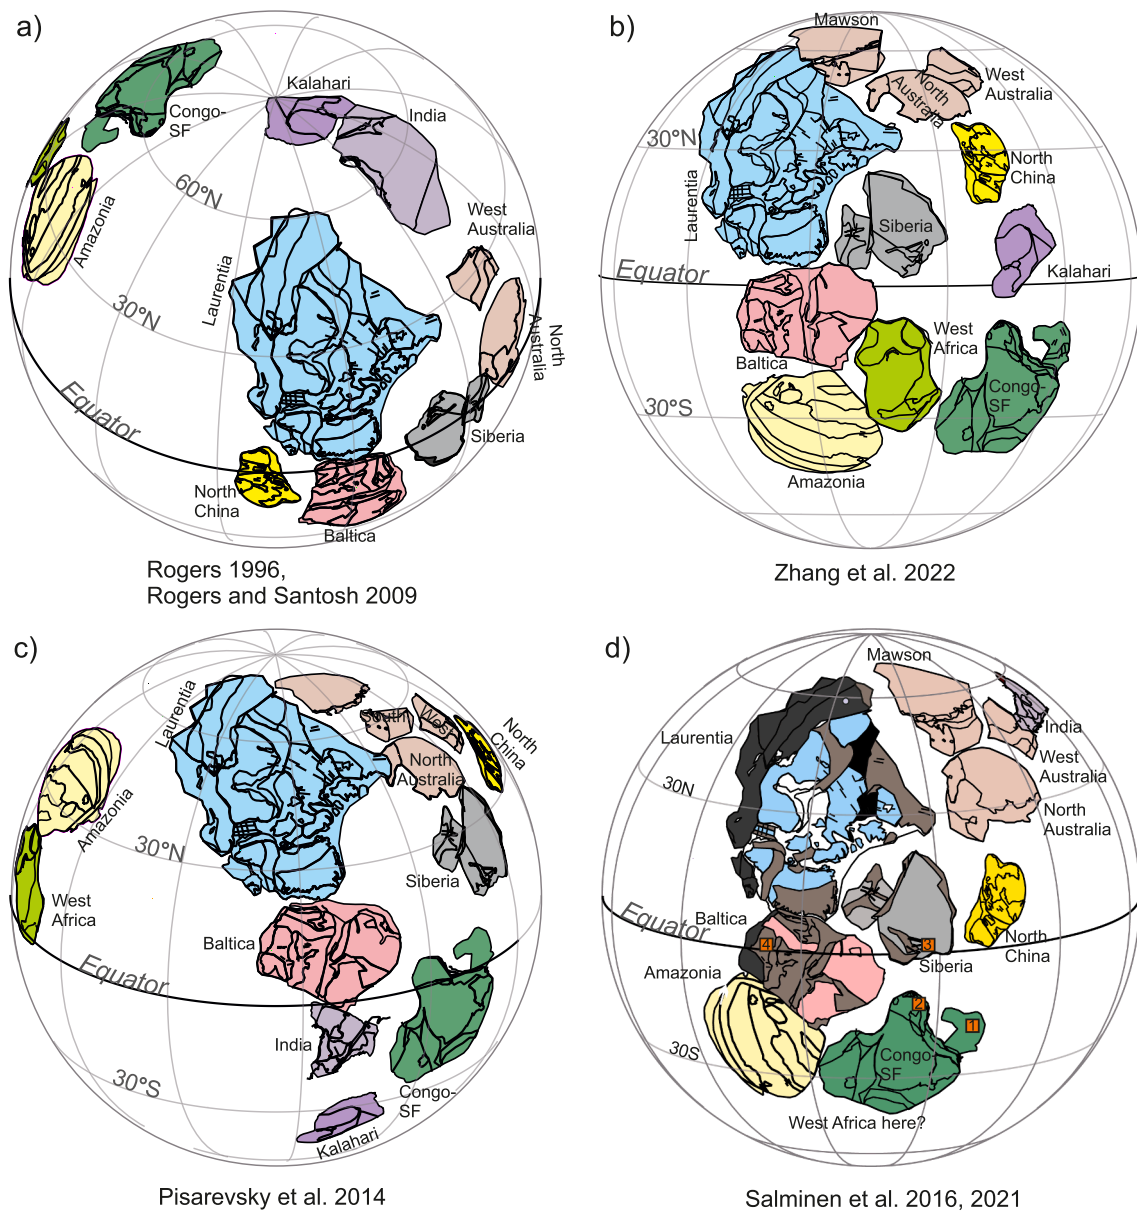 a)
Kalahari
India
Congo-
SF
60°N
Amazonia
West
Australia
Laurentia
30°N
North
Australia
Equator
Siberia
North
China
Baltica
Rogers 1996,
Rogers and Santosh 2009
b)
Mawson
West
Australia
North
Australia
30°N
North
China
Laurentia
Siberia
Equator
Kalahari
West
Africa
Baltica
Congo-
SF
30°S
Amazonia
Zhang et al. 2022
c)
Laurentia
South
West
North
China
North
Australia
Amazonia
30°N
Siberia
West
Africa
Baltica
Equator
India
30°S
Congo-
SF
Kalahari
Pisarevsky et al. 2014
d)
Mawson
India
Laurentia
West
Australia
30N
North
Australia
Baltica
Equator
4
3
North
China
Siberia
Amazonia
2
1
30S
Congo-
SF
West Africa here?
Salminen et al. 2016, 2021